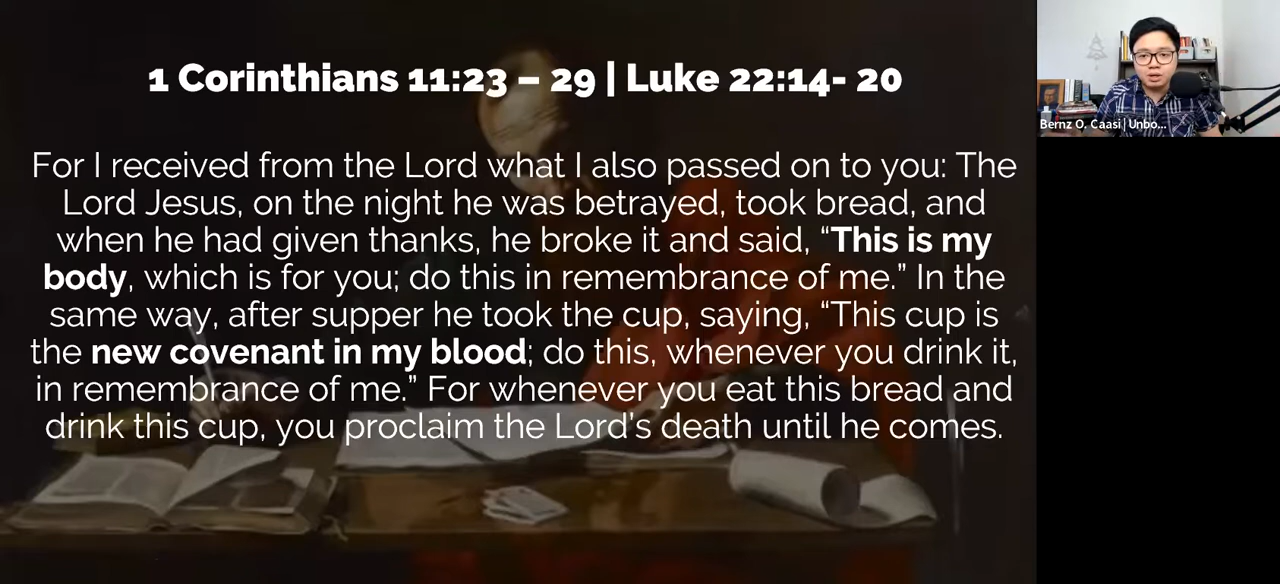 1 Corinthians 11:23 – 29 | Luke 22:14- 20
For I received from the Lord what I also passed on to you: The
Lord Jesus, on the night he was betrayed, took bread, and
when he had given thanks, he broke it and said, “This is my
body, which is for you; do this in remembrance of me.” In the
same way, after supper he took the cup, saying, “This cup is
the new covenant in my blood; do this, whenever you drink it,
in remembrance of me.” For whenever you eat this bread and
drink this cup, you proclaim the Lord’s death until he comes.
Bernz O. Caasi | Unbo...